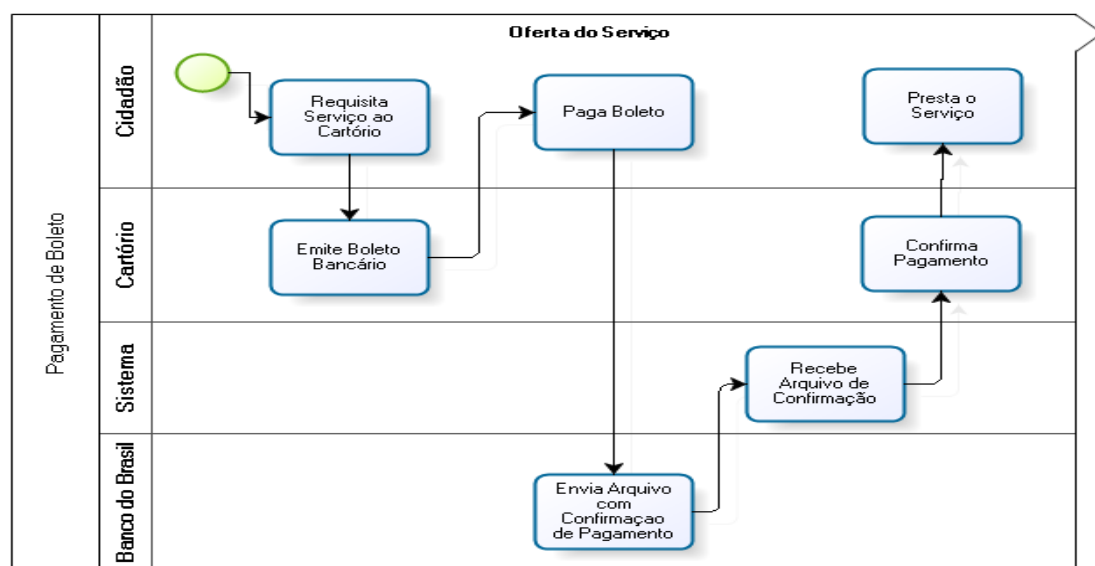 Oferta do Serviço
Pagamento de Boleto
Cidadão
Requisita
Serviço ao
Cartório
Paga Boleto
Presta o
Serviço
Cartório
Emite Boleto
Bancário
Confirma
Pagamento
Sistema
Recebe
Arquivo de
Confirmação
Banco do Brasil
Envia Arquivo
com
Confirmaçao
de Pagamento